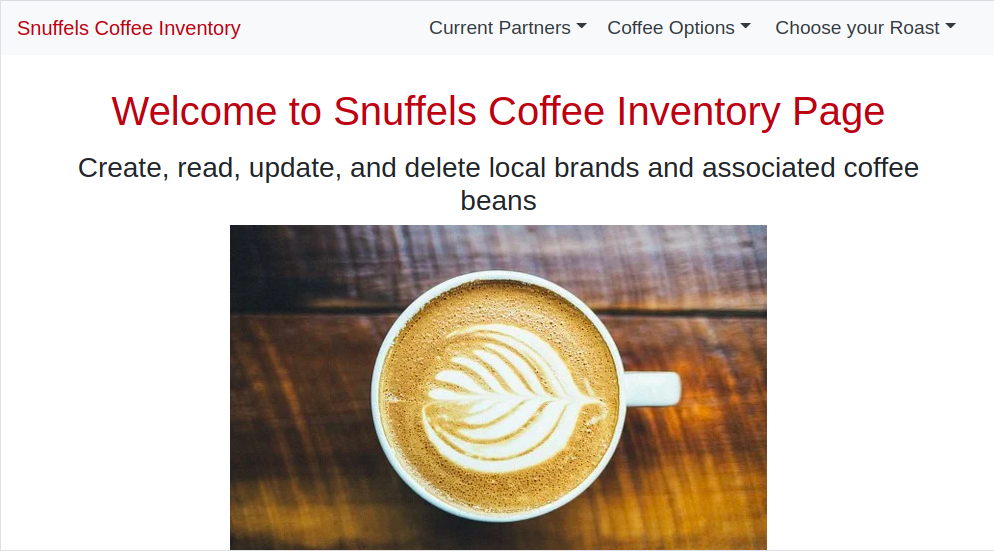 Snuffels Coffee Inventory
Current Partners
Coffee Options
Choose your Roast
Welcome to Snuffels Coffee Inventory Page
Create, read, update, and delete local brands and associated coffee
beans